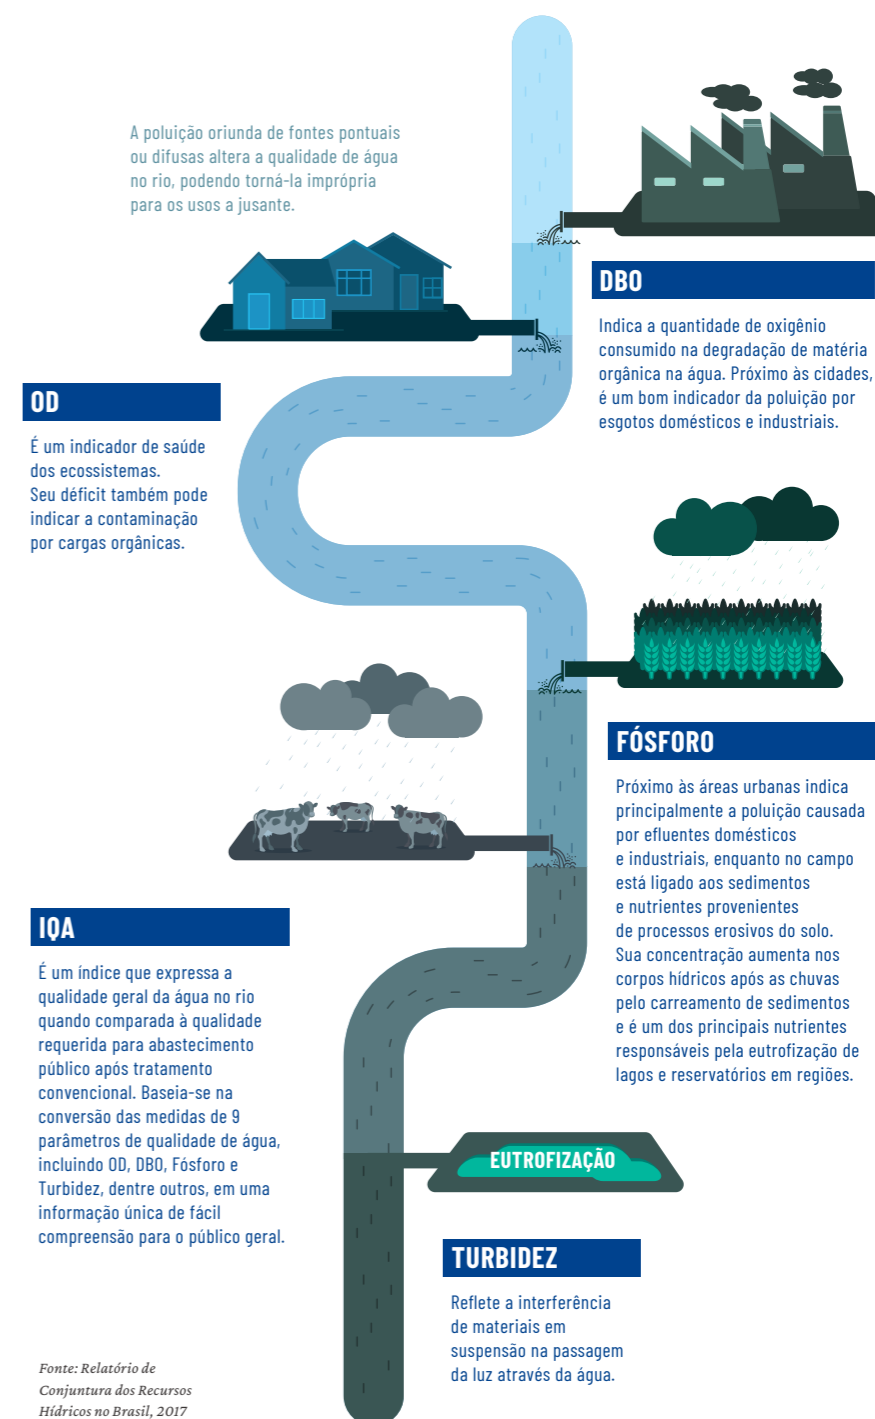 A poluição oriunda de fontes pontuais
ou difusas altera a qualidade de água
no rio, podendo torná-la imprópria
para os usos a jusante.
DBO
Indica a quantidade de oxigênio
consumido na degradação de matéria
orgânica na água. Próximo às cidades,
é um bom indicador da poluição por
esgotos domésticos e industriais.
OD
É um indicador de saúde
dos ecossistemas.
Seu déficit também pode
indicar a contaminação
por cargas orgânicas.
FÓSFORO
Próximo às áreas urbanas indica
principalmente a poluição causada
por efluentes domésticos
e industriais, enquanto no campo
está ligado aos sedimentos
e nutrientes provenientes
de processos erosivos do solo.
Sua concentração aumenta nos
corpos hídricos após as chuvas
pelo carreamento de sedimentos
e é um dos principais nutrientes
responsáveis pela eutrofização de
lagos e reservatórios em regiões.
IQA
É um índice que expressa a
qualidade geral da água no rio
quando comparada à qualidade
requerida para abastecimento
público após tratamento
convencional. Baseia-se na
conversão das medidas de 9
parâmetros de qualidade de água,
incluindo OD, DBO, Fósforo e
Turbidez, dentre outros, em uma
informação única de fácil
compreensão para o público geral.
EUTROFIZAÇÃO
TURBIDEZ
Reflete a interferência
de materiais em
suspensão na passagem
da luz através da água.
Fonte: Relatório de
Conjuntura dos Recursos
Hídricos no Brasil, 2017